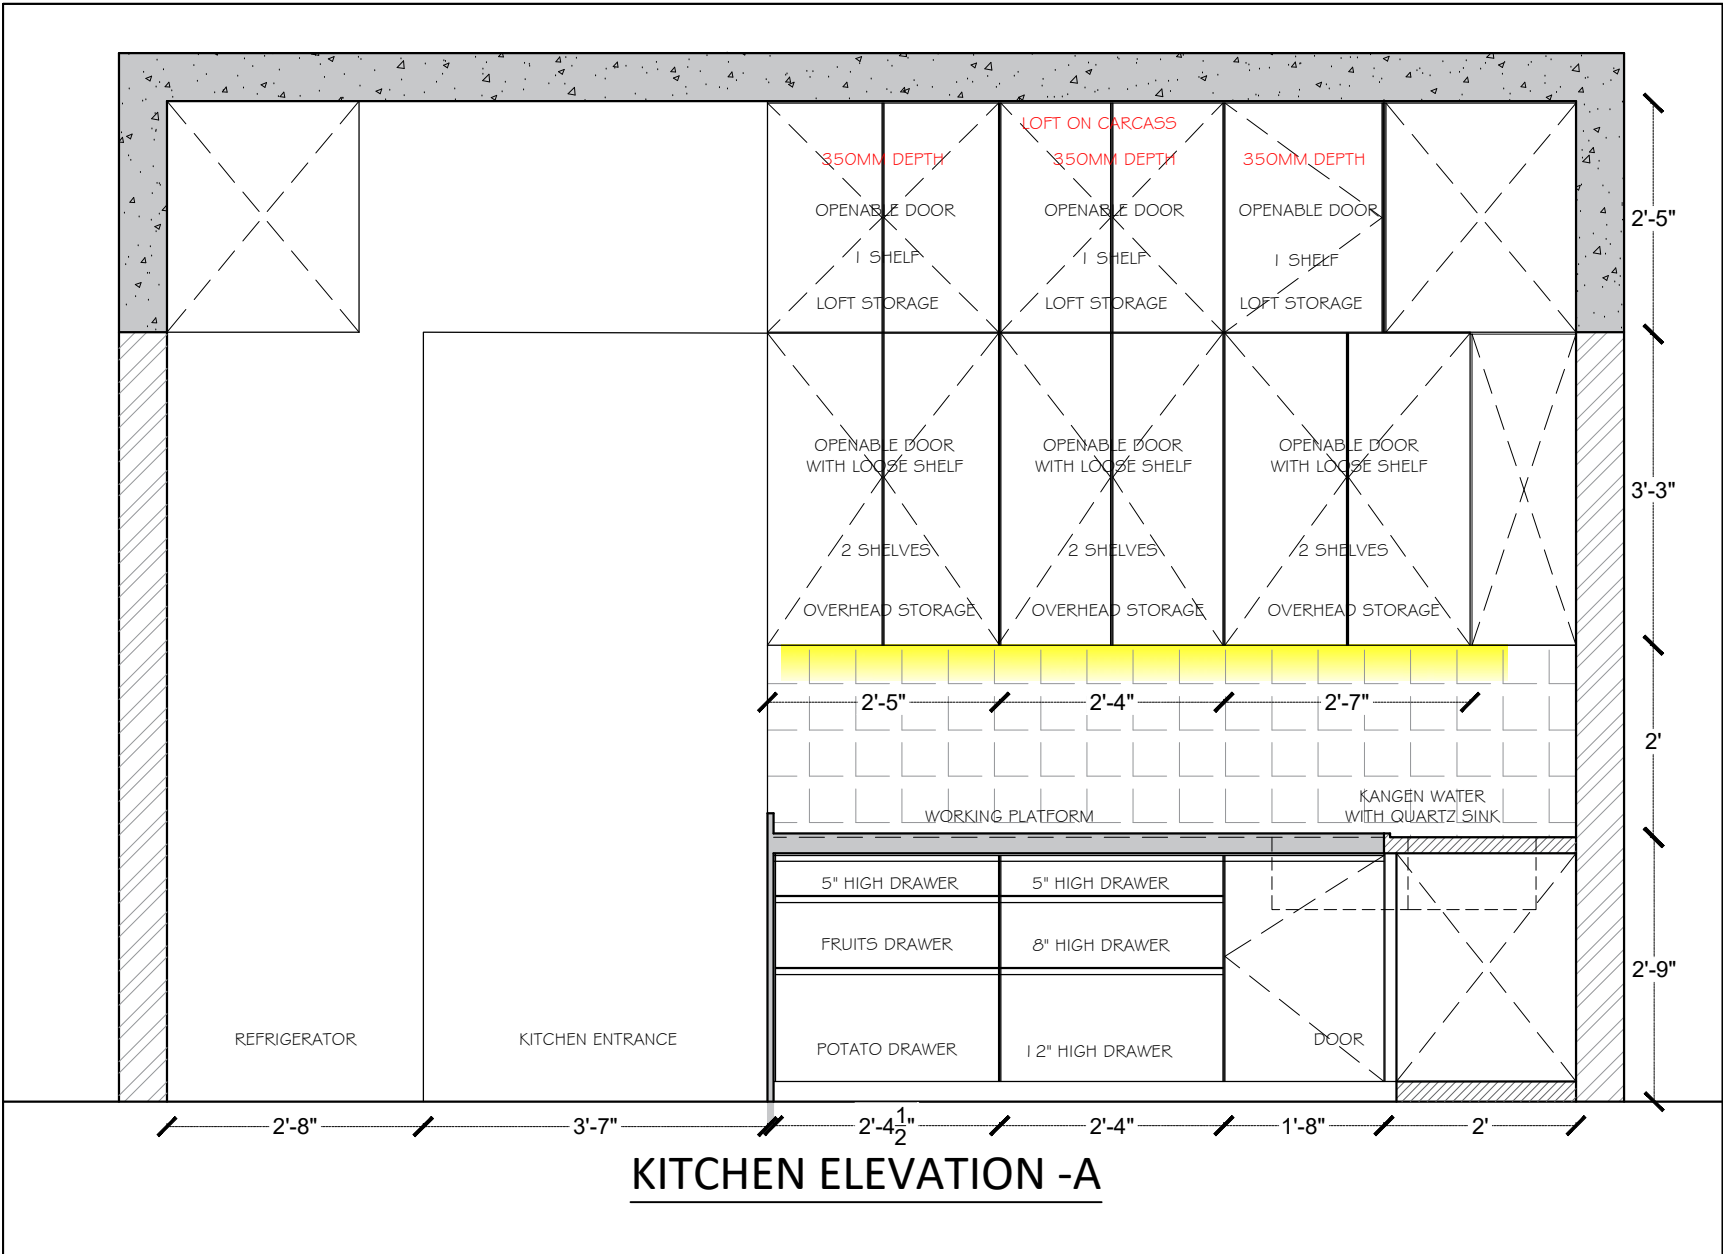 LOFT ON CARCASS
350MM DEPTH
350MM DEPTH
350MM DEPTH
OPENABLE DOOR
OPENABLE DOOR
OPENABLE DOOR
2'-5"
1 SHELF
1 SHELF
1 SHELF
LOFT STORAGE
LOFT STORAGE
LOFT STORAGE
OPENABLE DOOR
WITH LOOSE SHELF
OPENABLE DOOR
WITH LOOSE SHELF
OPENABLE DOOR
WITH LOOSE SHELF
3'-3"
2 SHELVES
2 SHELVES
2 SHELVES
OVERHEAD STORAGE
OVERHEAD STORAGE
OVERHEAD STORAGE
2'-5"
2'-4"
2'-7"
2'
KANGEN WATER
WITH QUARTZ SINK
WORKING PLATFORM
5" HIGH DRAWER
5" HIGH DRAWER
FRUITS DRAWER
8" HIGH DRAWER
2'-9"
REFRIGERATOR
KITCHEN ENTRANCE
POTATO DRAWER
12" HIGH DRAWER
DOOR
2'-8"
3'-7"
2'-4 1/2"
2'-4"
1'-8"
2'
KITCHEN ELEVATION -A